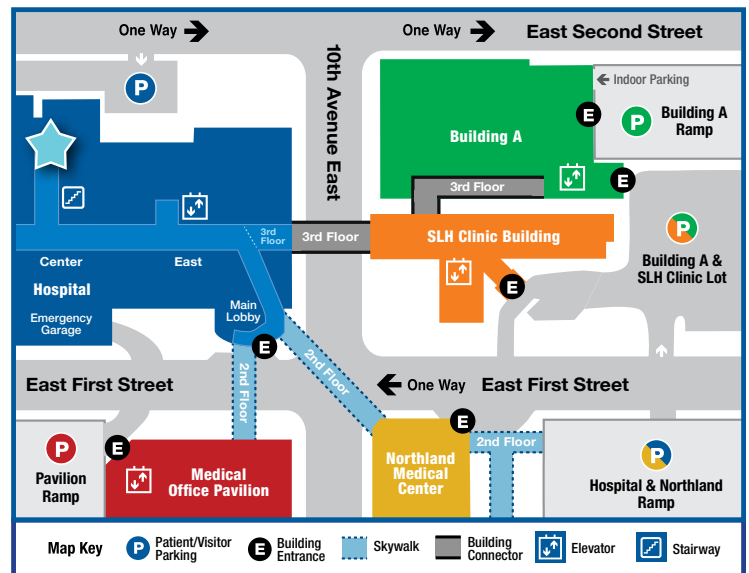 One Way
One Way
East Second Street
P
10th Avenue East
Indoor Parking
Building A
E
P
Building A
Ramp
3rd Floor
E
3rd
Floor
3rd Floor
SLH Clinic Building
P
Building A &
SLH Clinic Lot
Center
East
Hospital
Emergency
Garage
Main
Lobby
E
E
2nd Floor
2nd Floor
East First Street
One Way
East First Street
P
Pavilion
Ramp
E
Medical
Office Pavilion
E
Northland
Medical
Center
2nd Floor
P
Hospital & Northland
Ramp
Map Key
P
Patient/Visitor
Parking
E
Building
Entrance
Skywalk
Building
Connector
Elevator
Stairway